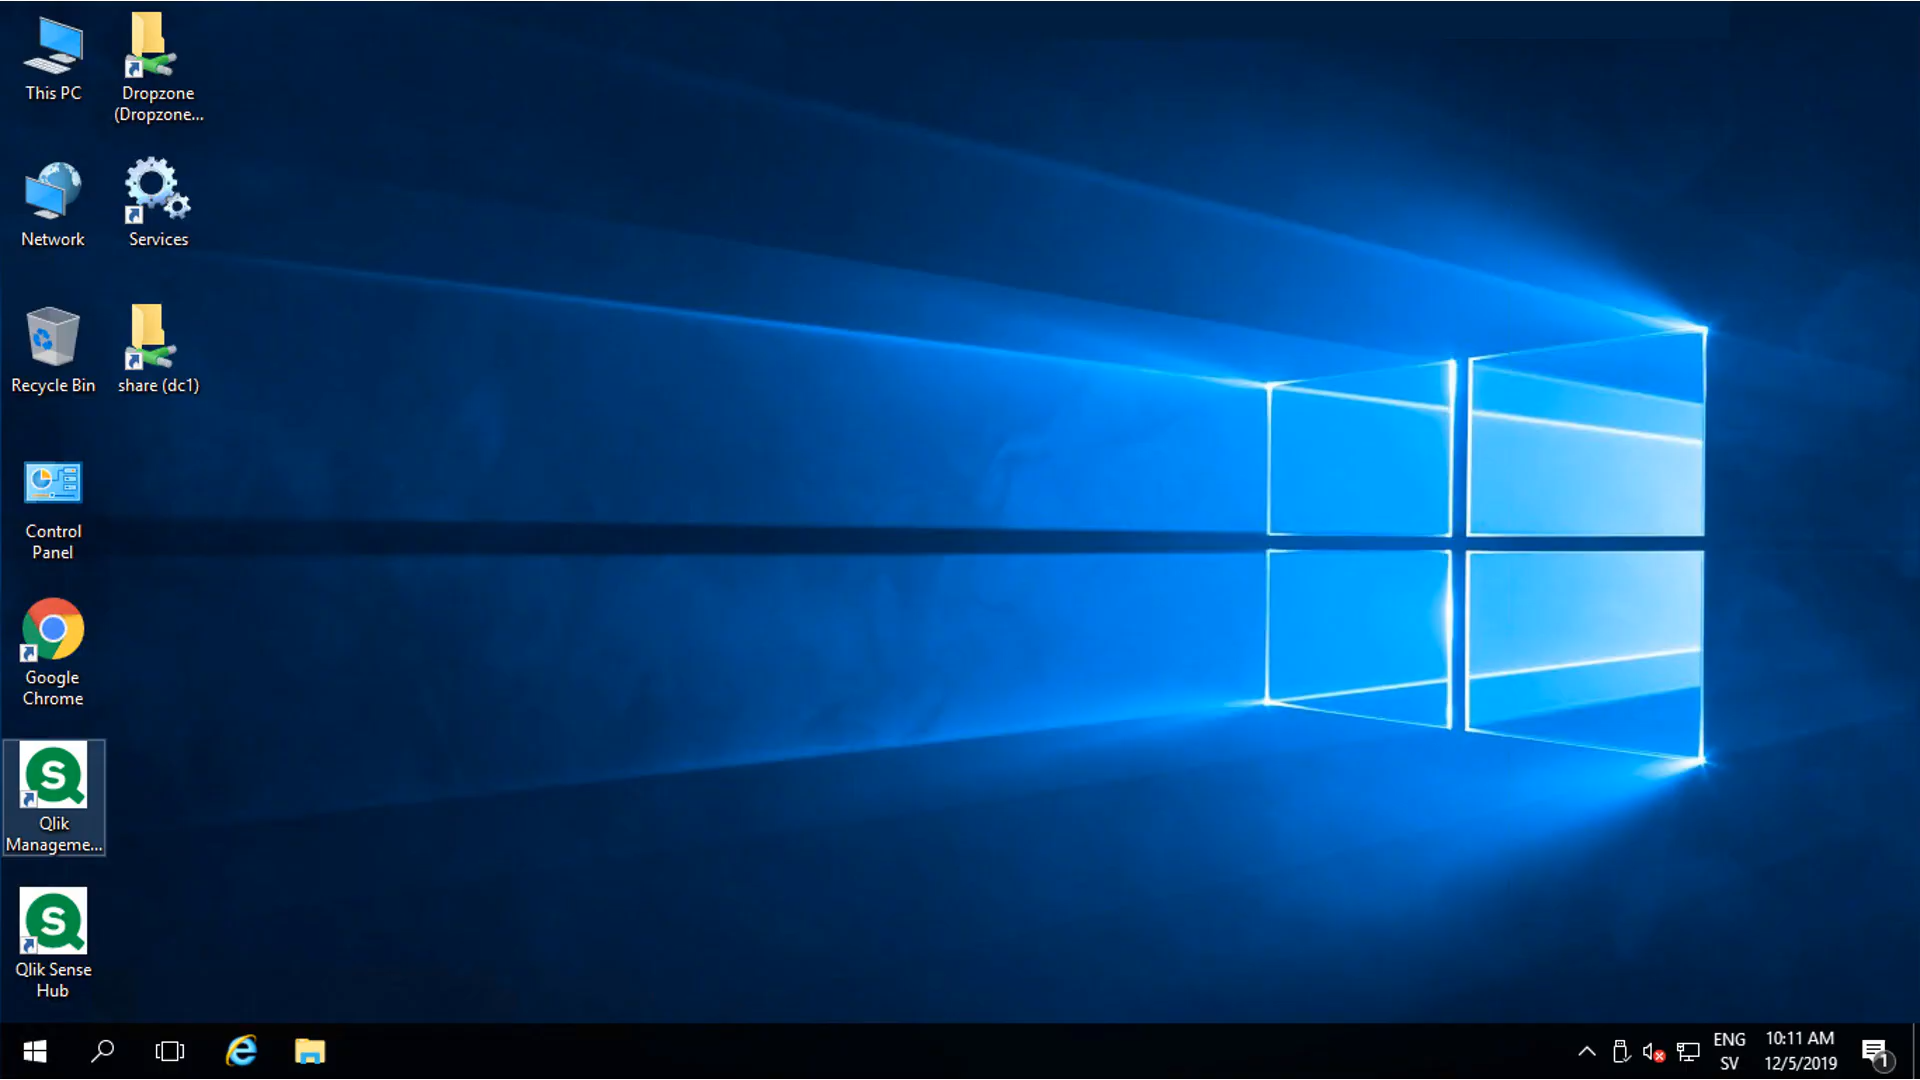 This PC
Dropzone
(Dropzone...
Network
Services
Recycle Bin
share (dc1)
Control
Panel
Google
Chrome
Qlik
Manageme...
Qlik Sense
Hub
ENG
SV
10:11 AM
12/5/2019
1